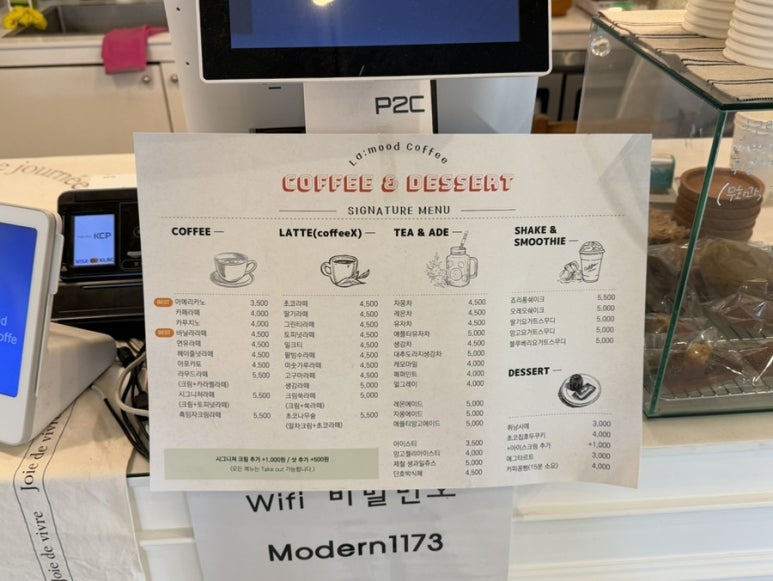 P2C
La;mood Coffee
COFFEE & DESSERT
SIGNATURE MENU
COFFEE
BEST 아메리카노 3,500
카페라떼 4,000
카푸치노 4,000
BEST 바닐라라떼 4,500
연유라떼 4,500
헤이즐넛라떼 4,500
아포카토 4,500
라무드라떼 5,500
(크림+카라멜라떼)
시그니처라떼 5,500
(크림+토피넛라떼)
흑임자크림라떼 5,500
LATTE(coffeeX)
초코라떼 4,500
딸기라떼 4,500
그린티라떼 4,500
토피넛라떼 4,500
밀크티 4,500
팥빙수라떼 4,500
미숫가루라떼 4,500
고구마라떼 4,500
생강라떼 5,000
크림쑥라떼 5,000
(크림+쑥라떼)
초코나무숲 5,500
(말차크림+초코라떼)
TEA & ADE
자몽차 4,500
레몬차 4,500
유자차 4,500
애플티유자차 4,500
생강차 4,500
대추도라지생강차 5,000
캐모마일 4,000
페퍼민트 4,000
얼그레이 4,000
레몬에이드 5,000
자몽에이드 5,000
애플티망고에이드 5,000
아이스티 3,500
망고젤리아이스티 4,000
제철 생과일쥬스 5,000
단호박식혜 4,500
SHAKE &
SMOOTHIE
죠리퐁쉐이크 5,500
오레오쉐이크 5,000
딸기요거트스무디 5,000
망고요거트스무디 5,000
블루베리요거트스무디 5,000
DESSERT
휘낭시에 3,000
초코칩호두쿠키 4,000
+아이스크림 추가 +1,000
에그타르트 3,000
커피콩빵(15분 소요) 4,000
시그니쳐 크림 추가 +1,000원 / 샷 추가 +500원
(모든 메뉴는 Take out 가능합니다.)
Wifi 비밀번호
Modern1173
KCP
VISA
journée
Joie de vivre
Joie de vivre